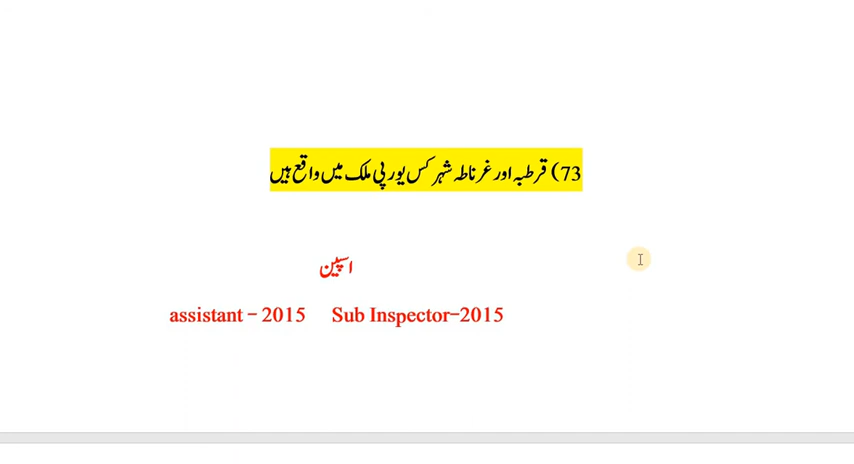 73) قرطبہ اور غرناطہ شہر کس یورپی ملک میں واقع ہیں
اسپین
assistant - 2015 Sub Inspector-2015